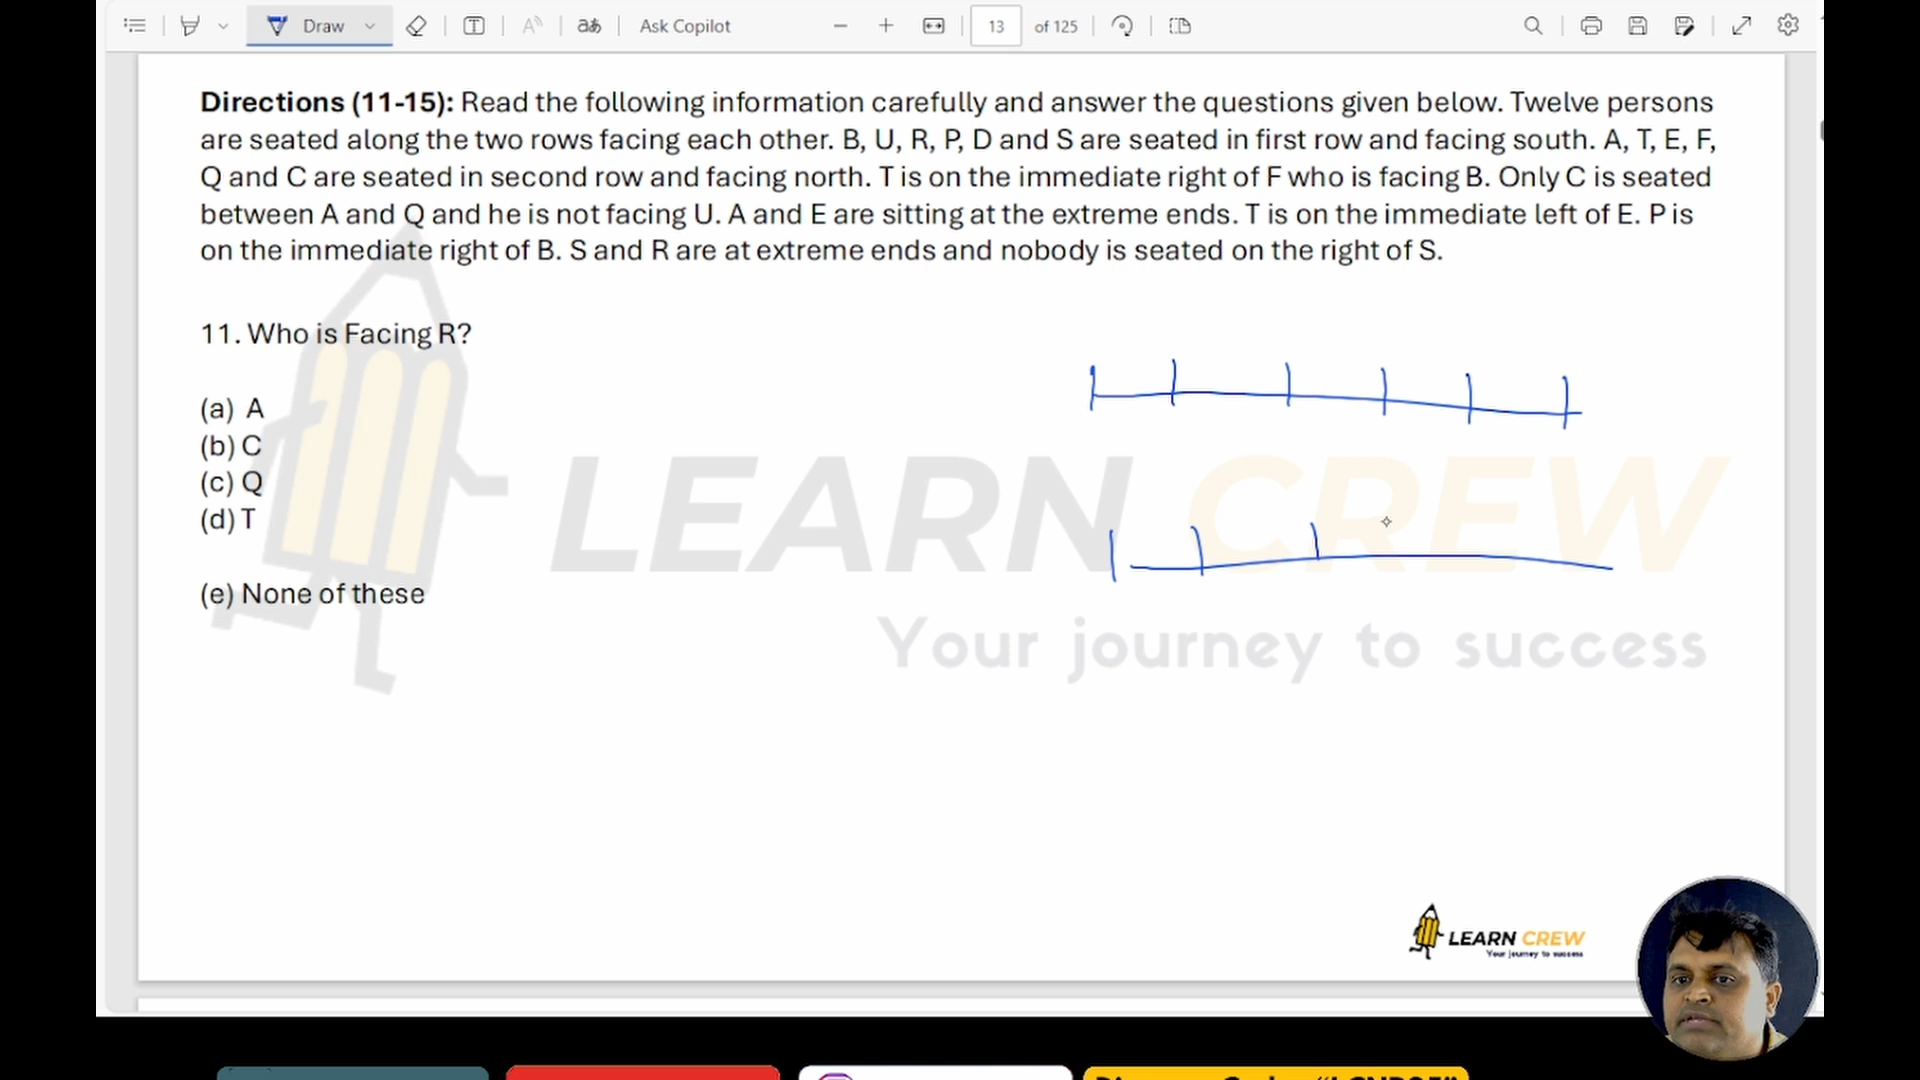 Draw
Ask Copilot
13
of 125
Directions (11-15): Read the following information carefully and answer the questions given below. Twelve persons
are seated along the two rows facing each other. B, U, R, P, D and S are seated in first row and facing south. A, T, E, F,
Q and C are seated in second row and facing north. T is on the immediate right of F who is facing B. Only C is seated
between A and Q and he is not facing U. A and E are sitting at the extreme ends. T is on the immediate left of E. P is
on the immediate right of B. S and R are at extreme ends and nobody is seated on the right of S.
11. Who is Facing R?
(a) A
(b) C
(c) Q
(d) T
(e) None of these
LEARN CREW
Your journey to success
LEARN CREW
Your journey to success